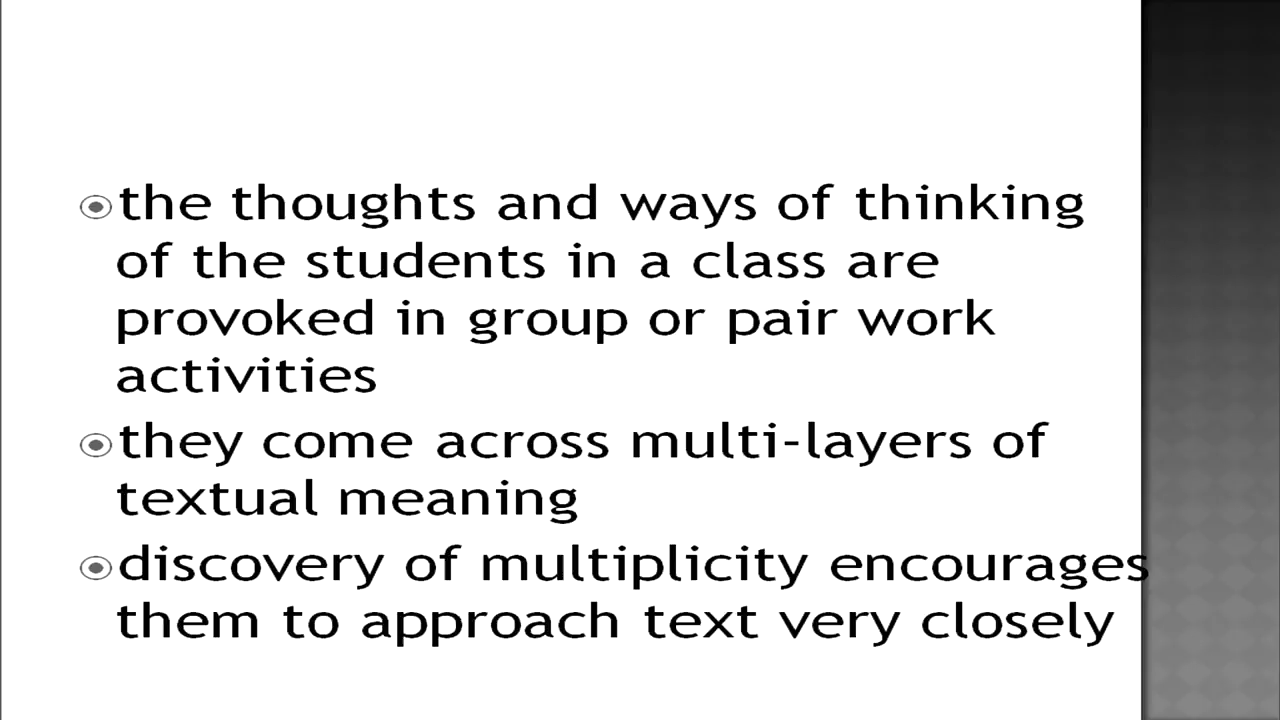 the thoughts and ways of thinking
of the students in a class are
provoked in group or pair work
activities
they come across multi-layers of
textual meaning
discovery of multiplicity encourages
them to approach text very closely